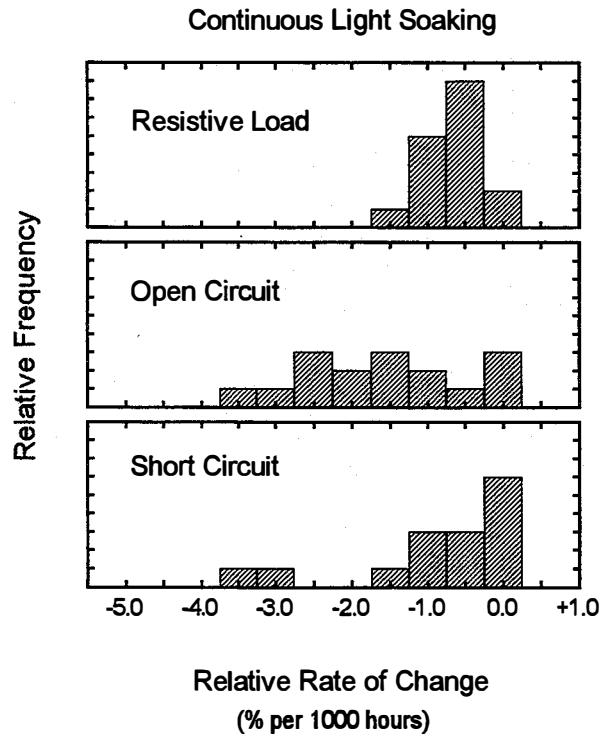 Continuous Light Soaking
Resistive Load
Open Circuit
Short Circuit
Relative Frequency
-5.0 -4.0 -3.0 -2.0 -1.0 0.0 +1.0
Relative Rate of Change
(% per 1000 hours)